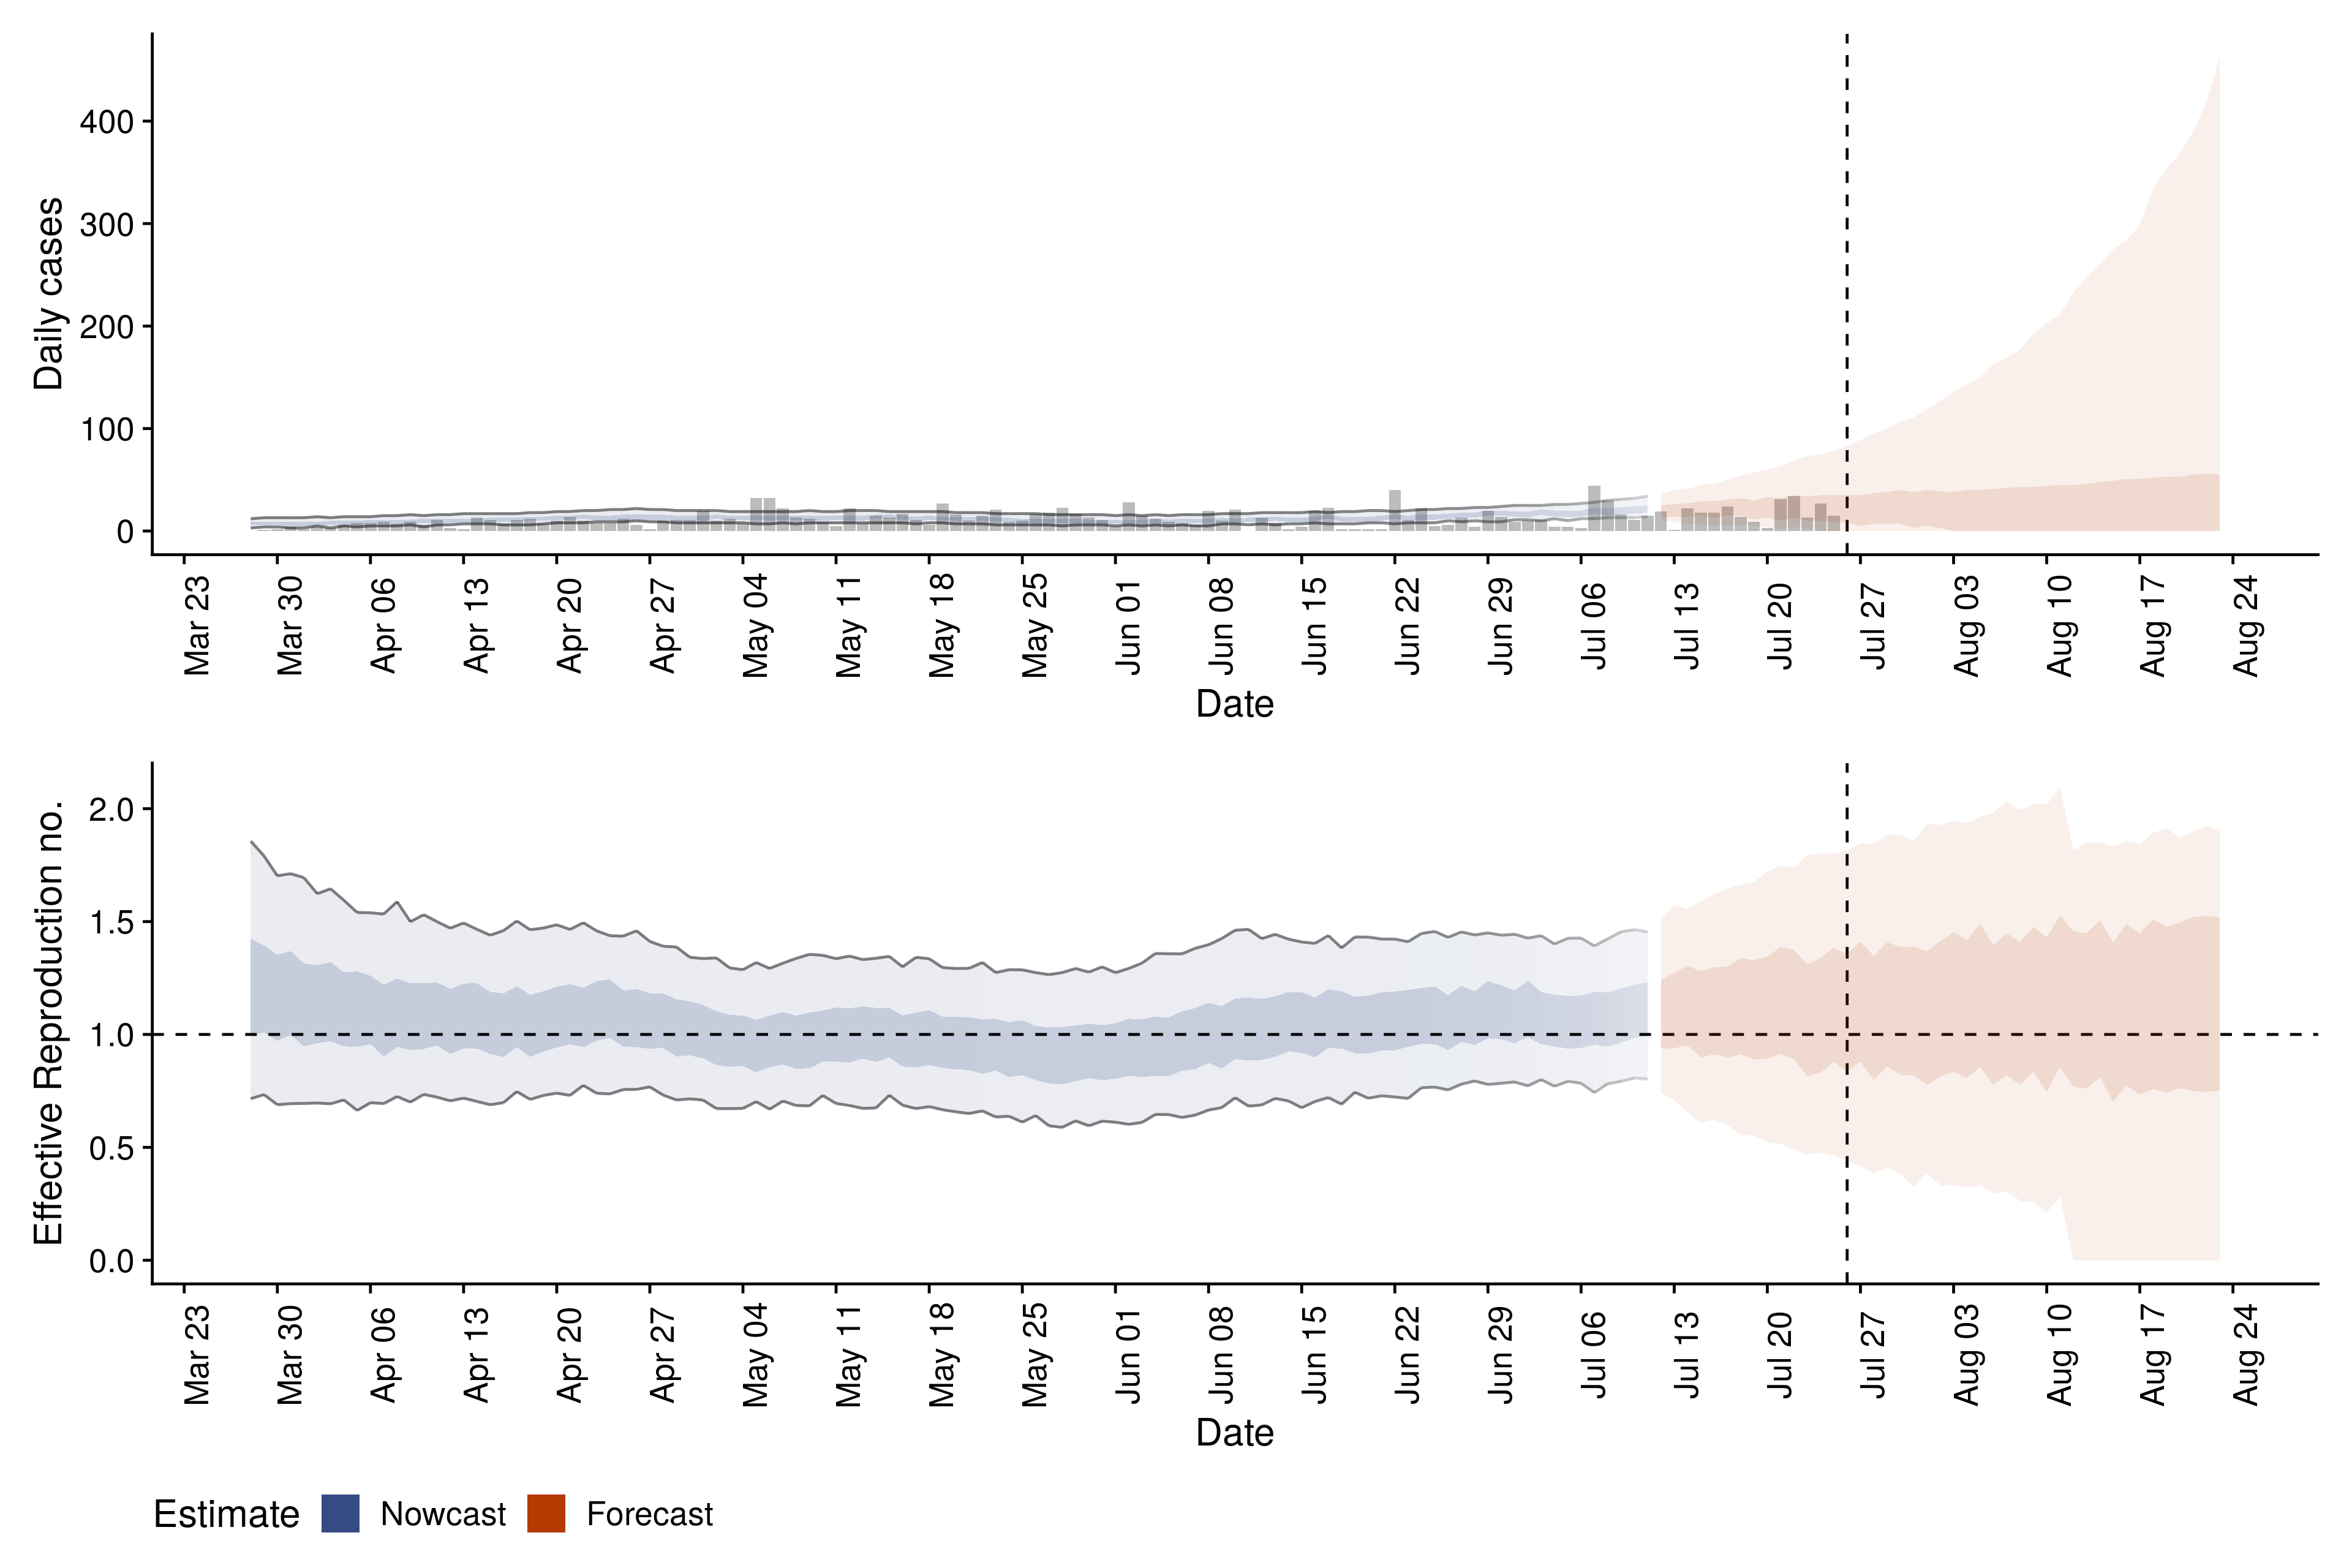 Daily cases
400
300
200
100
0
Mar 23 Mar 30 Apr 06 Apr 13 Apr 20 Apr 27 May 04 May 11 May 18 May 25 Jun 01 Jun 08 Jun 15 Jun 22 Jun 29 Jul 06 Jul 13 Jul 20 Jul 27 Aug 03 Aug 10 Aug 17 Aug 24
Date
Effective Reproduction no.
2.0
1.5
1.0
0.5
0.0
Mar 23 Mar 30 Apr 06 Apr 13 Apr 20 Apr 27 May 04 May 11 May 18 May 25 Jun 01 Jun 08 Jun 15 Jun 22 Jun 29 Jul 06 Jul 13 Jul 20 Jul 27 Aug 03 Aug 10 Aug 17 Aug 24
Date
Estimate Nowcast Forecast